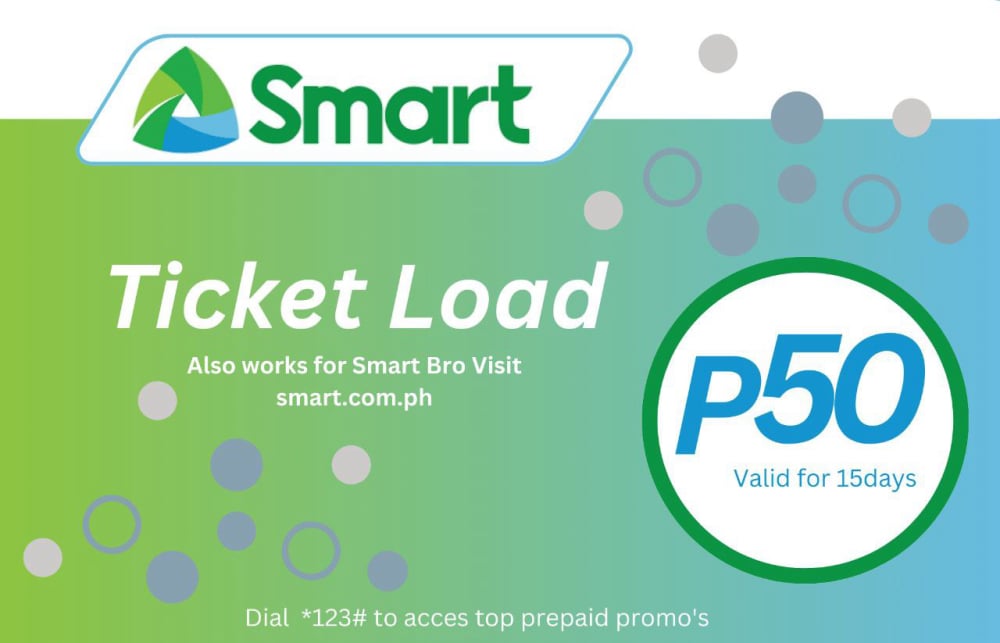 Smart
Ticket Load
Also works for Smart Bro Visit
smart.com.ph
P50
Valid for 15days
Dial  *123# to acces top prepaid promo's